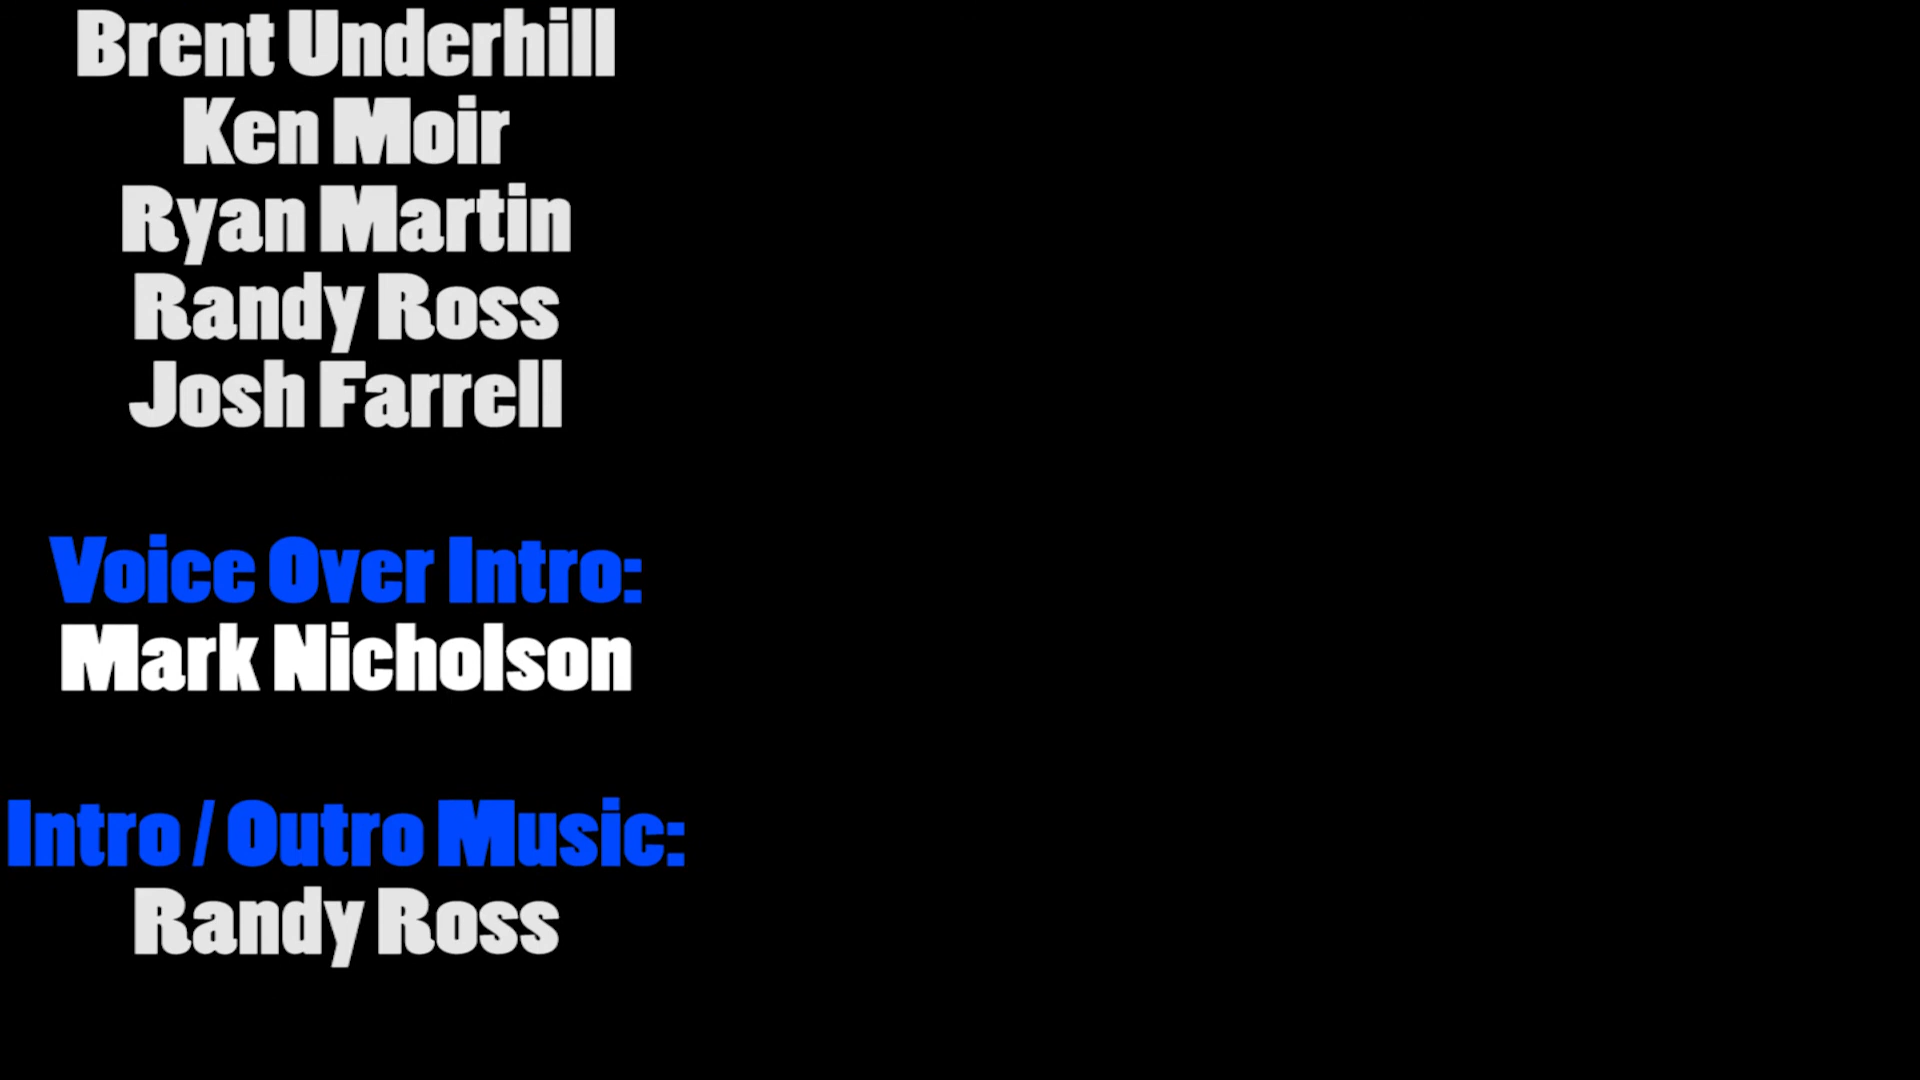 Brent Underhill
Ken Moir
Ryan Martin
Randy Ross
Josh Farrell
Voice Over Intro:
Mark Nicholson
Intro / Outro Music:
Randy Ross